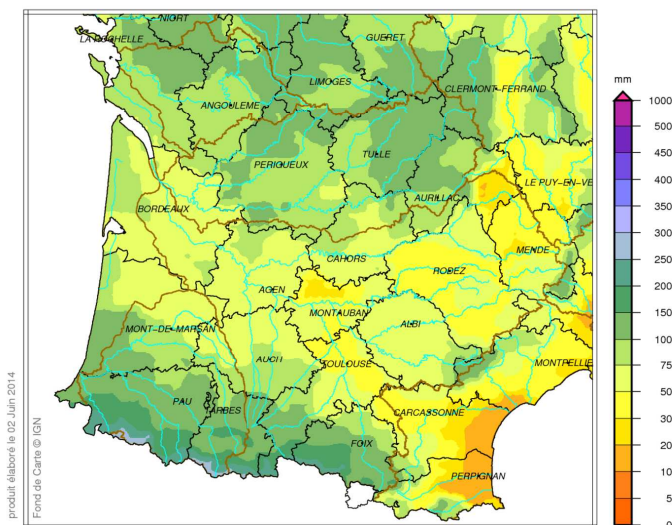 NIORT
LA ROCHELLE
GUERET
LIMOGES
CLERMONT-FERRAND
ANGOULEME
TULLE
PERIGUEUX
LE PUY-EN-VE
AURILLAC
BORDEAUX
CAHORS
MENDE
RODEZ
AGEN
MONTAUBAN
ALBI
MONT-DE-MARSAN
AUCH
TOULOUSE
MONTPELLIE
PAU
ARBES
CARCASSONNE
FOIX
PERPIGNAN
mm
1000
500
450
400
350
300
250
200
150
100
75
50
30
20
10
5
0
produit élaboré le 02 Juin 2014
Fond de Carte © IGN